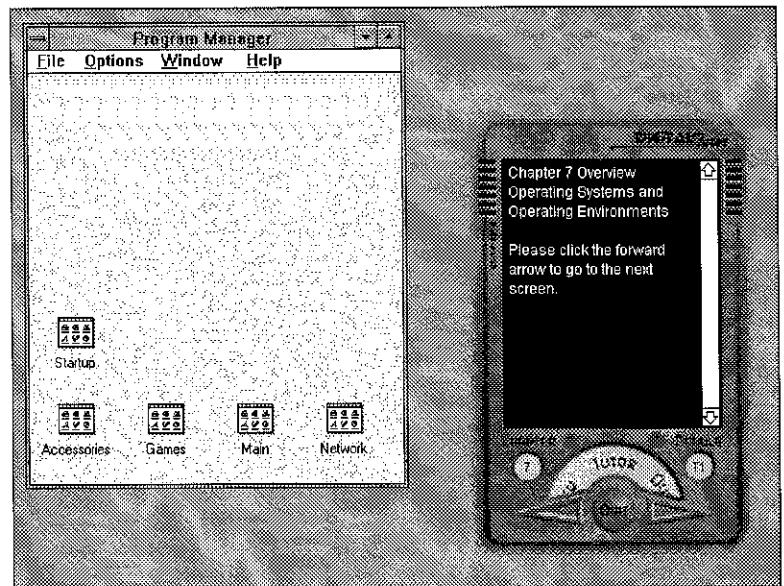 Program Manager
File Options Window Help
Startup
Accessories Games Main Network
Chapter 7 Overview
Operating Systems and
Operating Environments
Please click the forward
arrow to go to the next
screen.
7
TUTOR